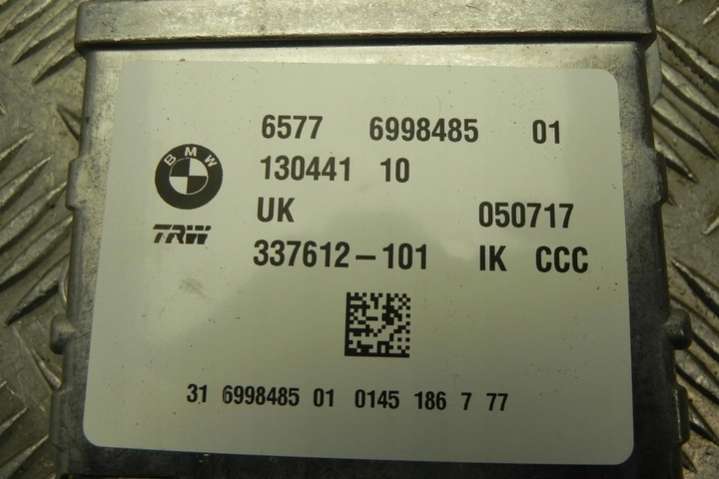 6577 6998485 01
130441 10
BMW
UK 050717
TRW
337612-101 IK CCC
31 6998485 01 0145 186 7 77